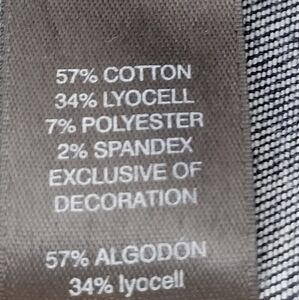 57% COTTON
34% LYOCELL
7% POLYESTER
2% SPANDEX
EXCLUSIVE OF
DECORATION
57% ALGODÓN
34% lyocell